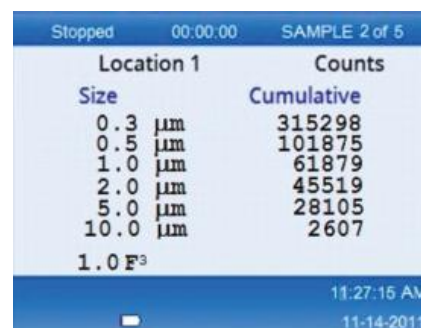 Stopped 00:00:00 SAMPLE 2 of 5
Location 1 Counts
Size Cumulative
0.3 µm 315298
0.5 µm 101875
1.0 µm 61879
2.0 µm 45519
5.0 µm 28105
10.0 µm 2607
1.0 F³
11:27:15 AM
11-14-2011